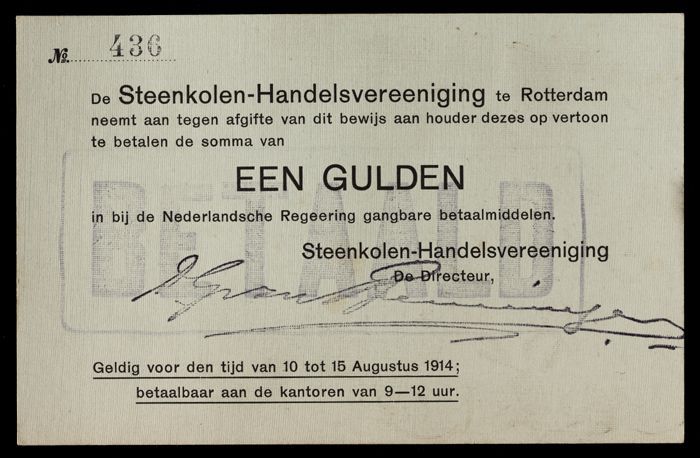 No. 436
De Steenkolen-Handelsvereeniging te Rotterdam
neemt aan tegen afgifte van dit bewijs aan houder dezes op vertoon
te betalen de somma van
EEN GULDEN
in bij de Nederlandsche Regeering gangbare betaalmiddelen.
BETAALD
Steenkolen-Handelsvereeniging
De Directeur,
Geldig voor den tijd van 10 tot 15 Augustus 1914;
betaalbaar aan de kantoren van 9—12 uur.